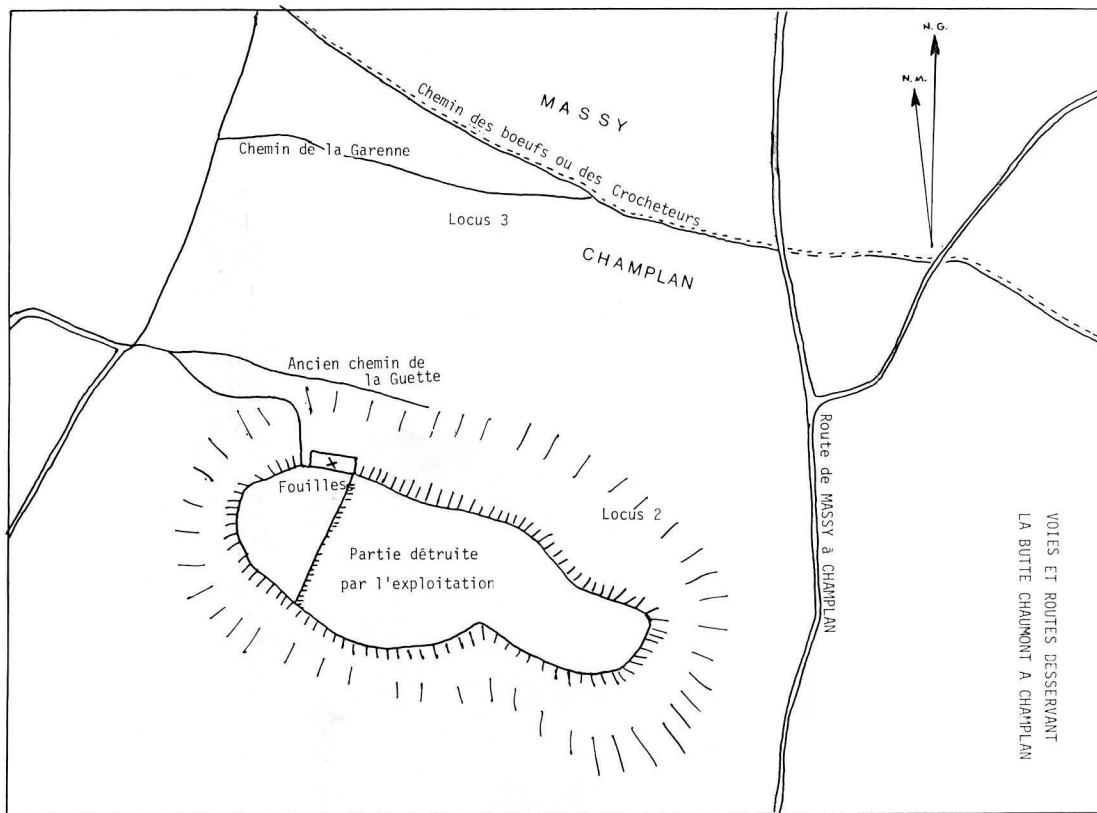 N.G.
N.M.
MASSY
Chemin des boeufs ou des Crocheteurs
Chemin de la Garenne
Locus 3
CHAMPLAN
Ancien chemin de
la Guette
Fouilles
Locus 2
Partie détruite
par l'exploitation
Route de MASSY à CHAMPLAN
VOIES ET ROUTES DESSERVANT
LA BUTTE CHAUMONT A CHAMPLAN